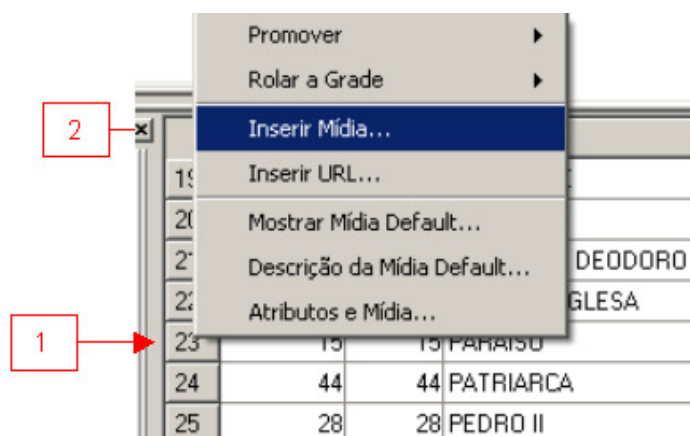 Promover
Rolar a Grade
2
Inserir Mídia...
Inserir URL...
Mostrar Mídia Default...
DEODORO
Descrição da Mídia Default...
GLESA
Atributos e Mídia...
1
23 15 15 PARAISO
24 44 44 PATRIARCA
25 28 28 PEDRO II